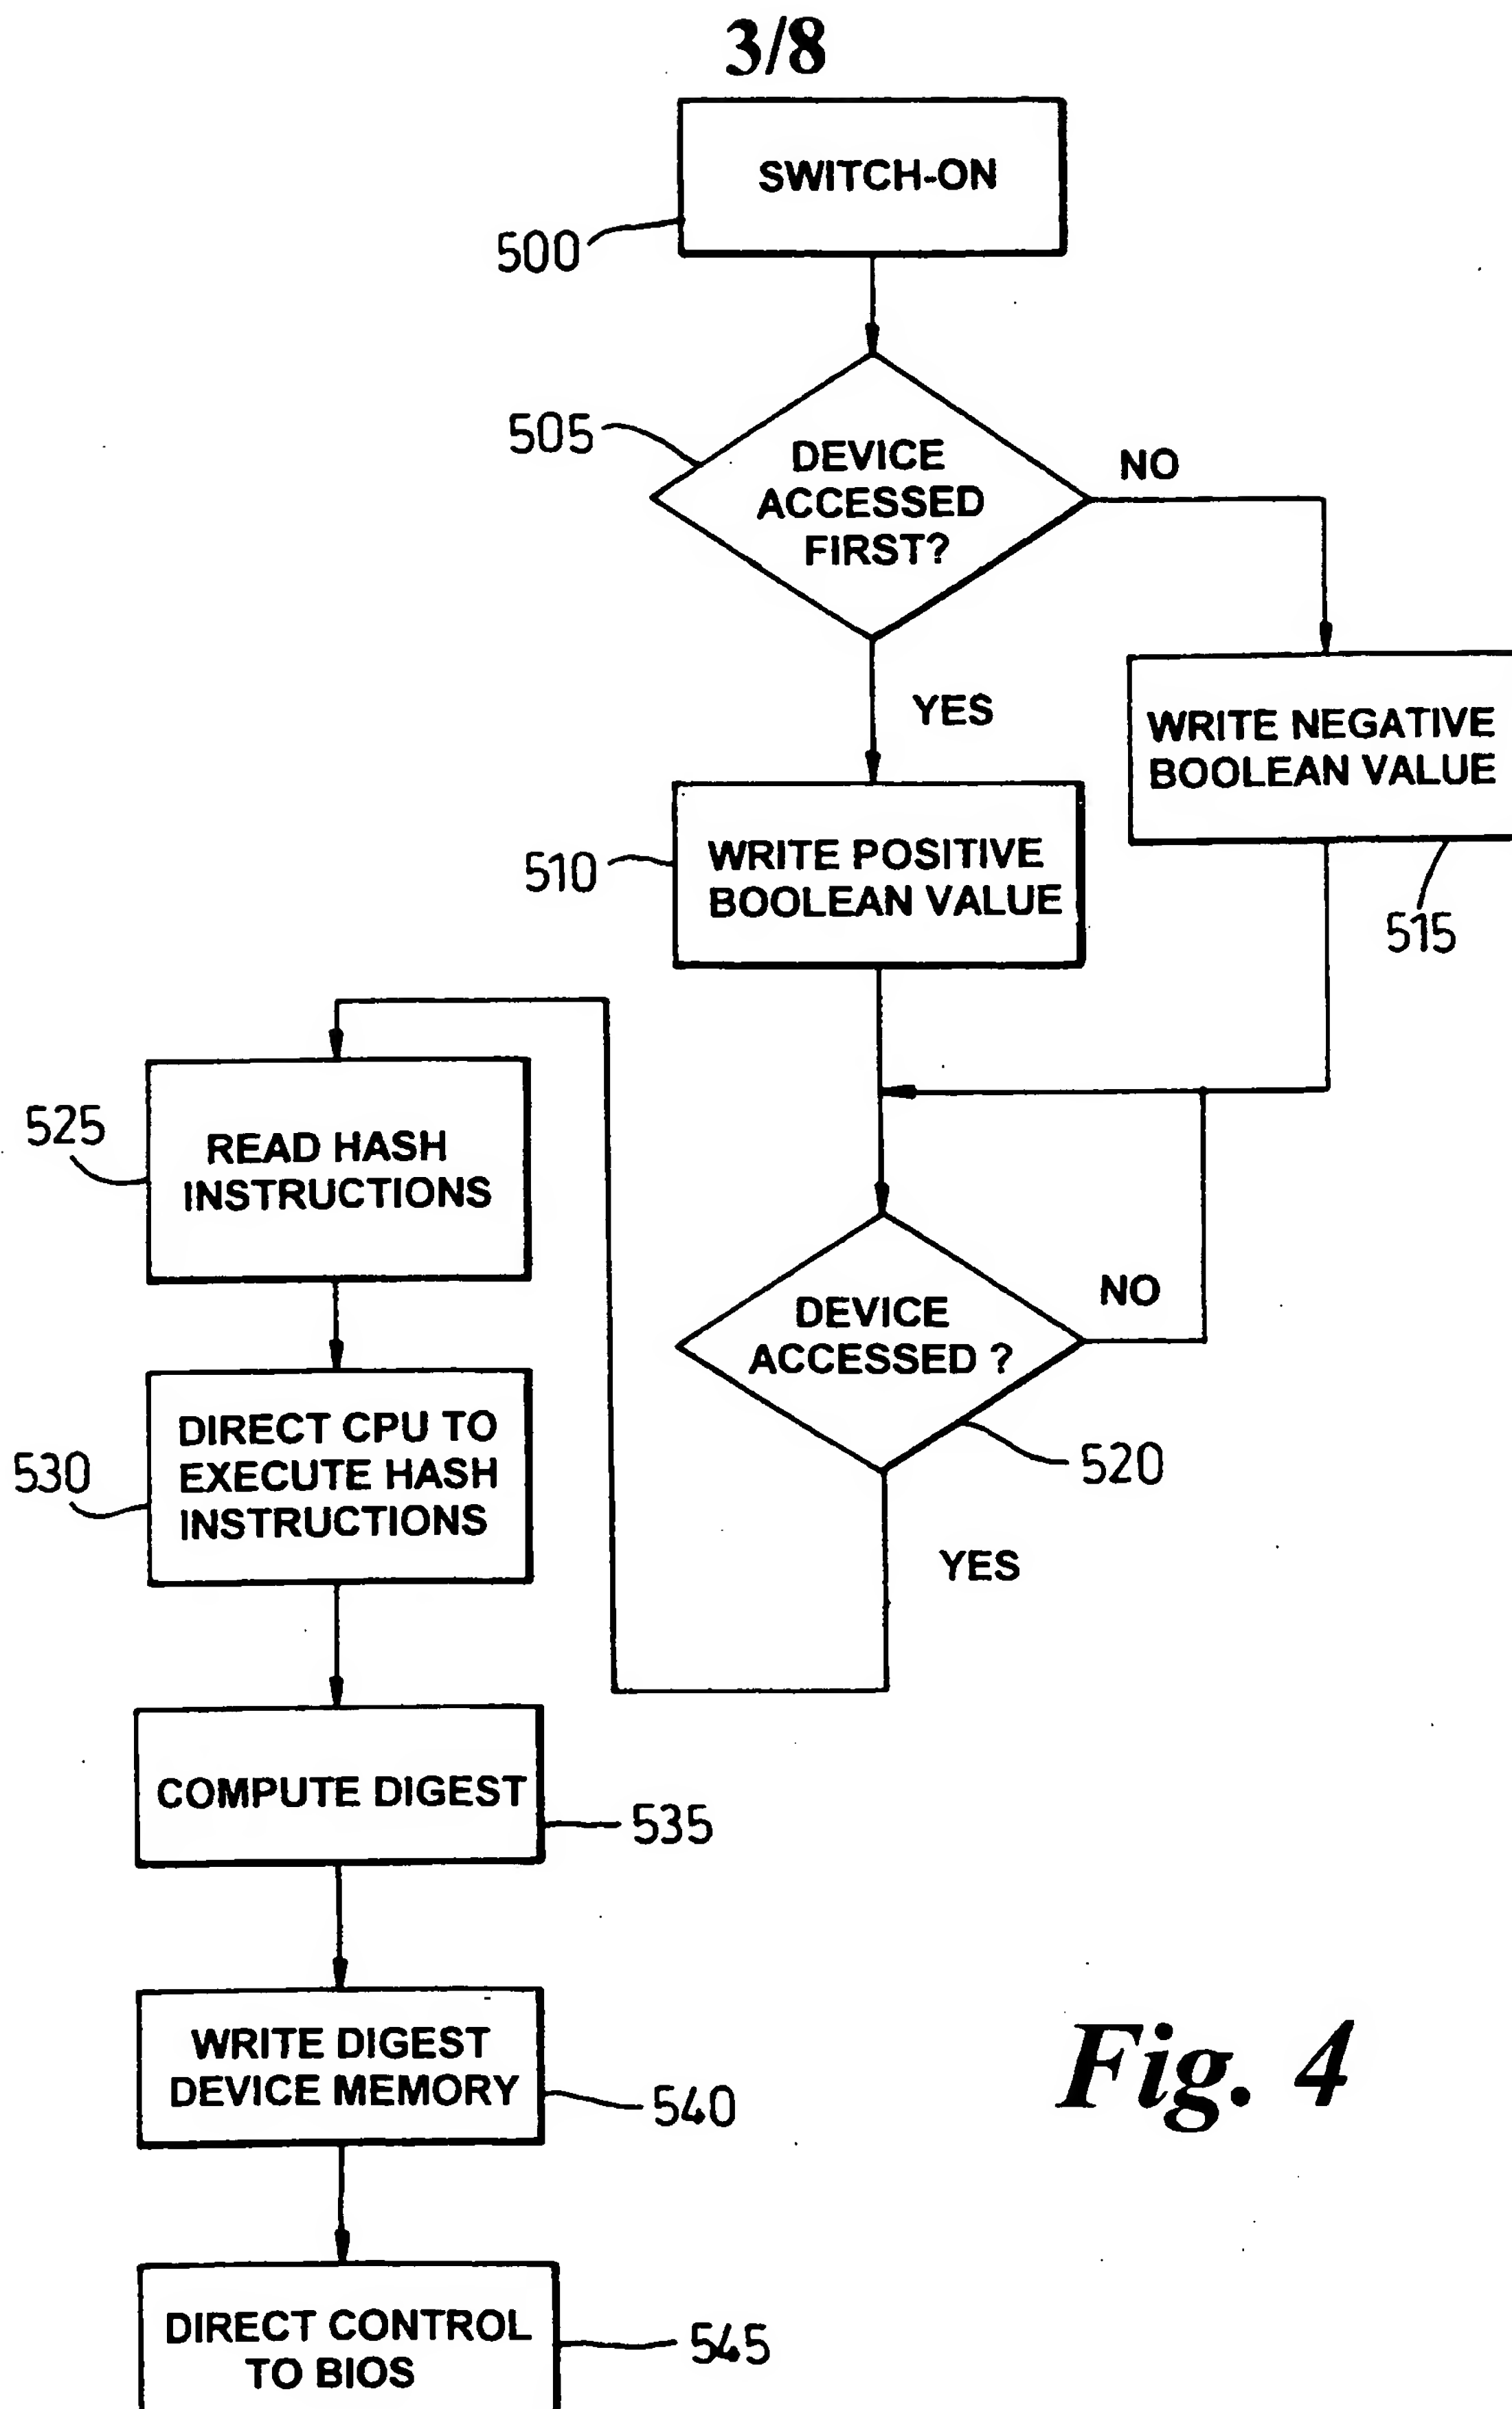 3/8
SWITCH-ON
500
505
DEVICE
ACCESSED
FIRST?
NO
YES
WRITE NEGATIVE
BOOLEAN VALUE
515
510
WRITE POSITIVE
BOOLEAN VALUE
525
READ HASH
INSTRUCTIONS
DEVICE
ACCESSED ?
NO
520
YES
530
DIRECT CPU TO
EXECUTE HASH
INSTRUCTIONS
COMPUTE DIGEST
535
WRITE DIGEST
DEVICE MEMORY
540
DIRECT CONTROL
TO BIOS
545
Fig. 4